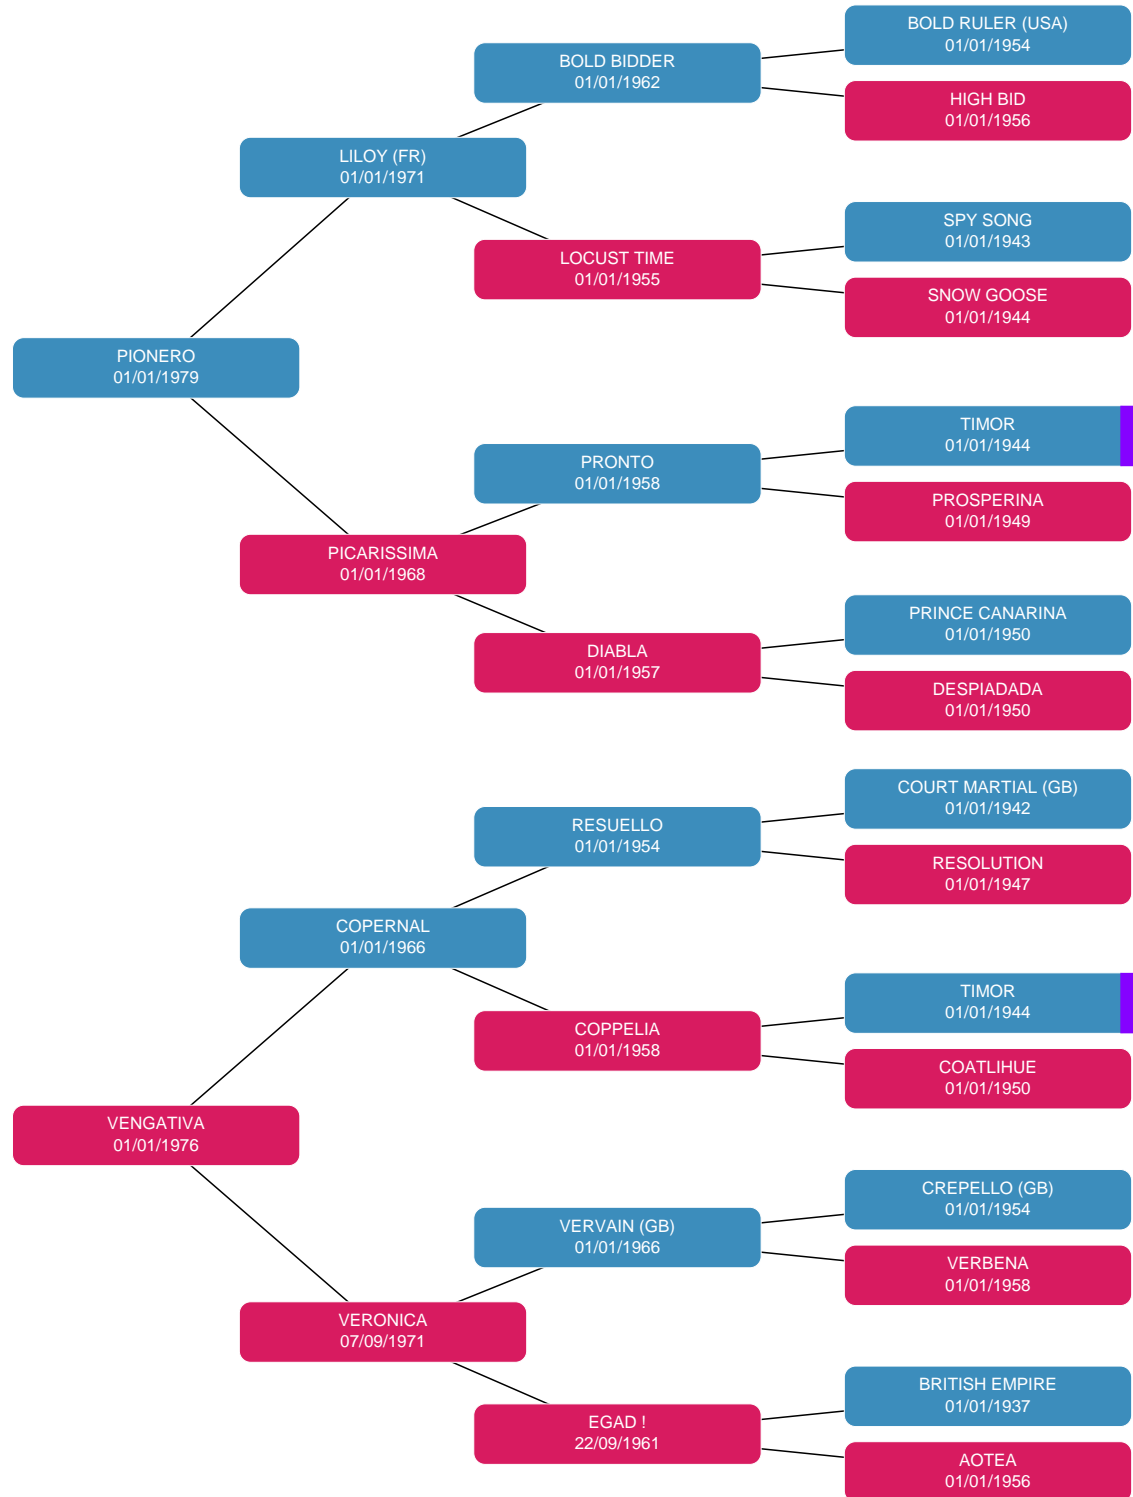 BOLD RULER (USA)
01/01/1954
BOLD BIDDER
01/01/1962
HIGH BID
01/01/1956
LILOY (FR)
01/01/1971
SPY SONG
01/01/1943
LOCUST TIME
01/01/1955
SNOW GOOSE
01/01/1944
PIONERO
01/01/1979
TIMOR
01/01/1944
PRONTO
01/01/1958
PROSPERINA
01/01/1949
PICARISSIMA
01/01/1968
PRINCE CANARINA
01/01/1950
DIABLA
01/01/1957
DESPIADADA
01/01/1950
COURT MARTIAL (GB)
01/01/1942
RESUELLO
01/01/1954
RESOLUTION
01/01/1947
COPERNAL
01/01/1966
TIMOR
01/01/1944
COPPELIA
01/01/1958
COATLIHUE
01/01/1950
VENGATIVA
01/01/1976
CREPELLO (GB)
01/01/1954
VERVAIN (GB)
01/01/1966
VERBENA
01/01/1958
VERONICA
07/09/1971
BRITISH EMPIRE
01/01/1937
EGAD !
22/09/1961
AOTEA
01/01/1956